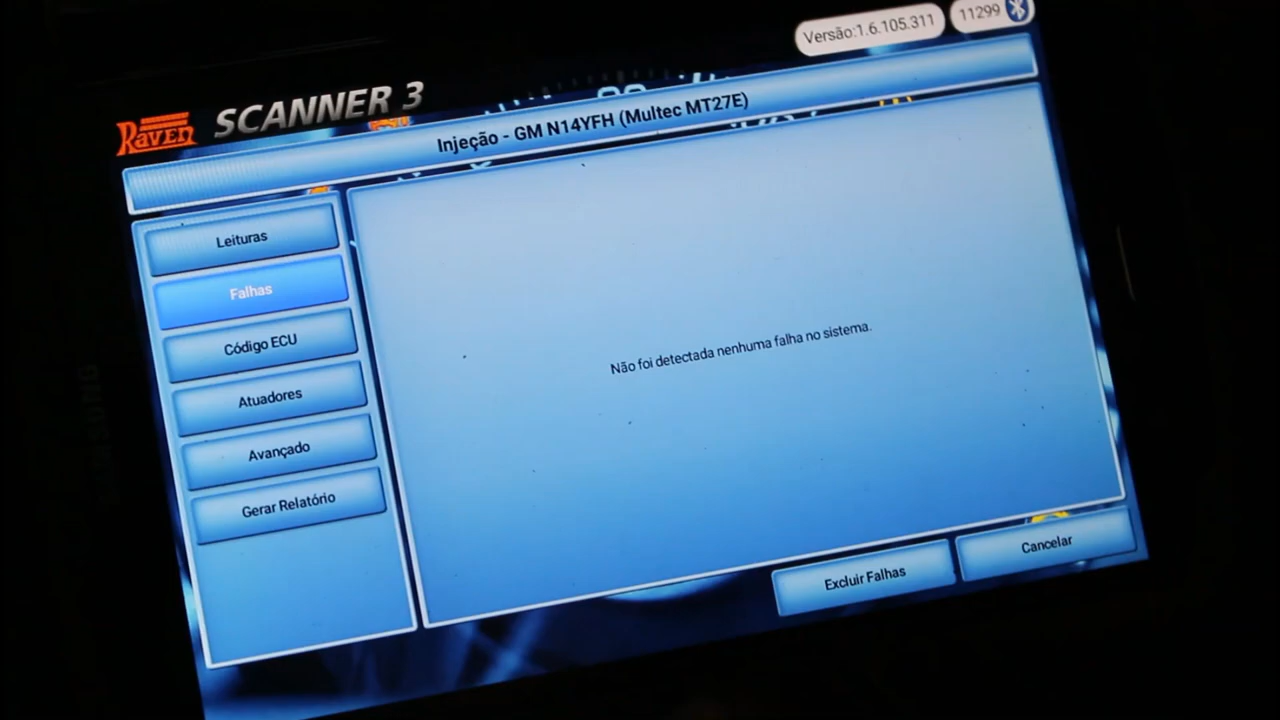 Versão:1.6.105.311
11299
RAVEN
SCANNER 3
Injeção - GM N14YFH (Multec MT27E)
Leituras
Falhas
Código ECU
Atuadores
Avançado
Gerar Relatório
Não foi detectada nenhuma falha no sistema.
Excluir Falhas
Cancelar
SAMSUNG